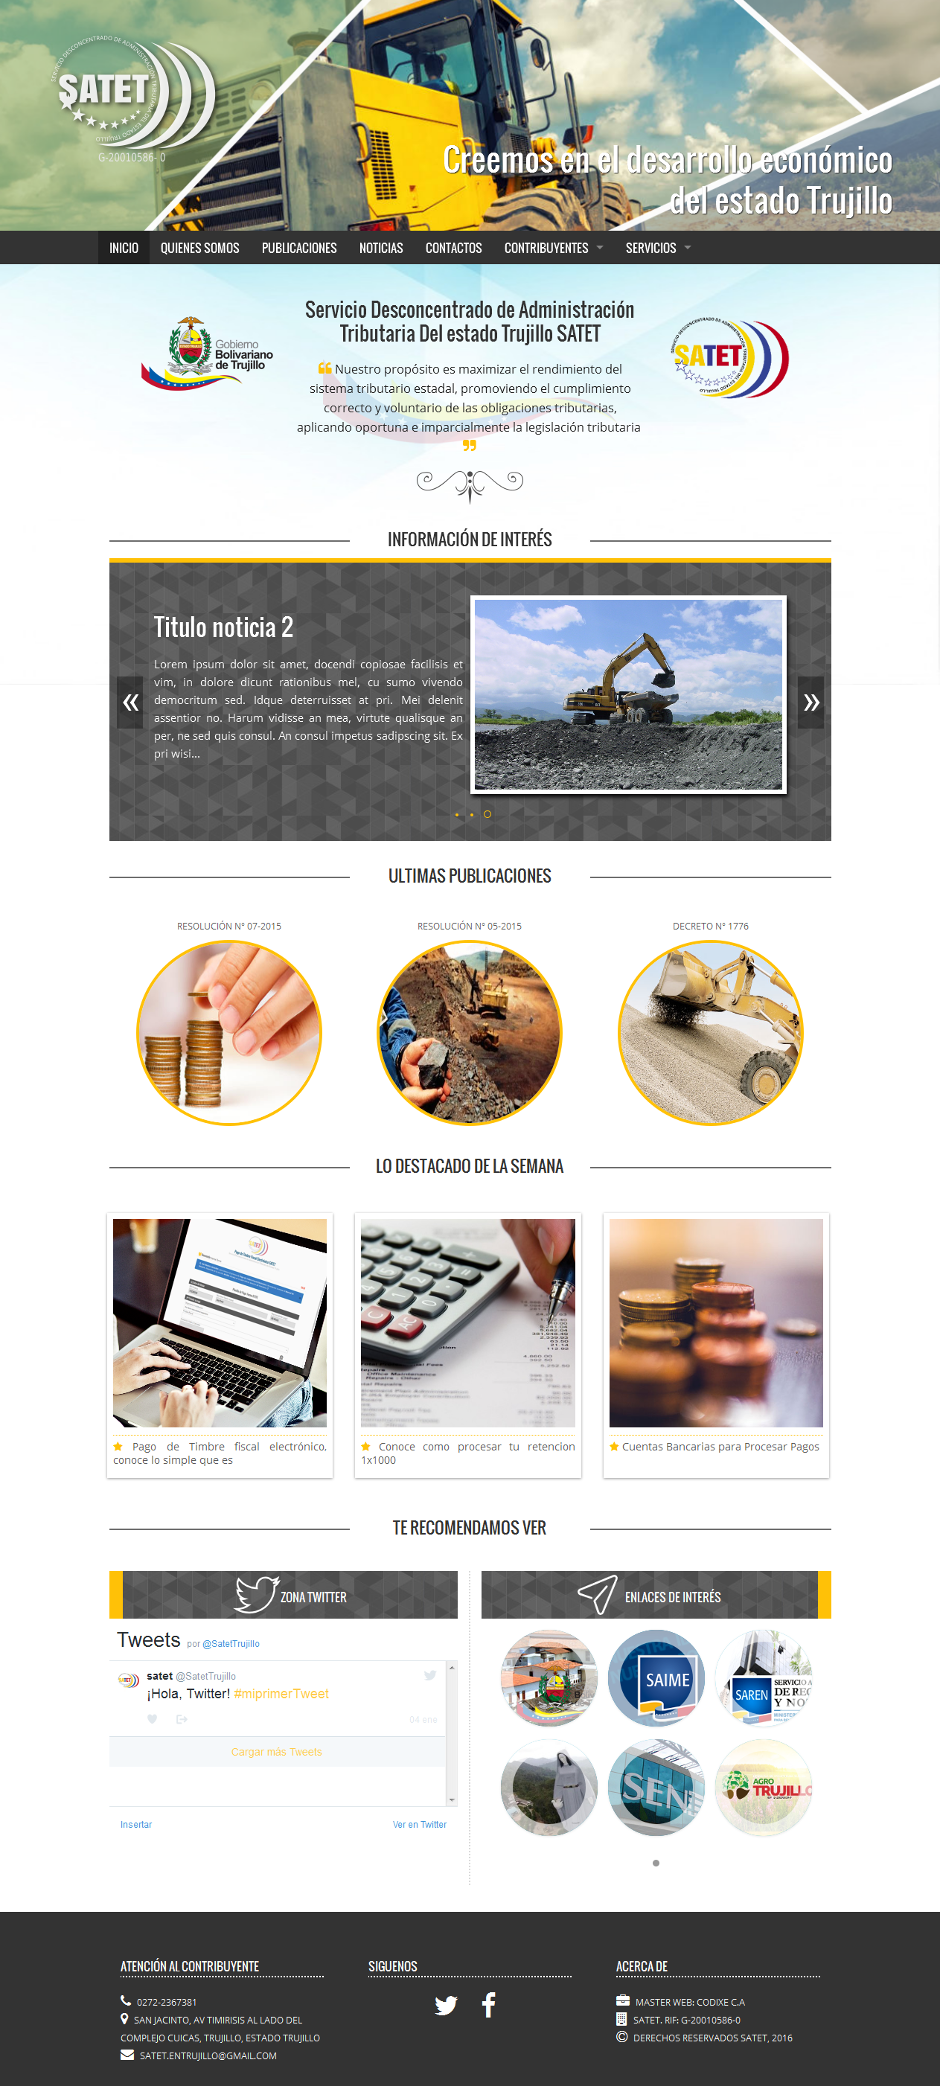 SERVICIO DESCONCENTRADO DE ADMINISTRACIÓN TRIBUTARIA DEL ESTADO TRUJILLO
SATET
G-20010586- 0
Creemos en el desarrollo económico
del estado Trujillo
INICIO QUIENES SOMOS PUBLICACIONES NOTICIAS CONTACTOS CONTRIBUYENTES SERVICIOS
Servicio Desconcentrado de Administración
Tributaria Del estado Trujillo SATET
Gobierno
Bolivariano
de Trujillo
SATET
❝ Nuestro propósito es maximizar el rendimiento del
sistema tributario estadal, promoviendo el cumplimiento
correcto y voluntario de las obligaciones tributarias,
aplicando oportuna e imparcialmente la legislación tributaria
❞
INFORMACIÓN DE INTERÉS
Titulo noticia 2
Lorem ipsum dolor sit amet, docendi copiosae facilisis et
vim, in dolore dicunt rationibus mel, cu sumo vivendo
democritum sed. Idque deterruisset at pri. Mei delenit
assentior no. Harum vidisse an mea, virtute qualisque an
per, ne sed quis consul. An consul impetus sadipscing sit. Ex
pri wisi...
« »
ULTIMAS PUBLICACIONES
RESOLUCIÓN N° 07-2015
RESOLUCIÓN N° 05-2015
DECRETO N° 1776
LO DESTACADO DE LA SEMANA
Pago de Timbre fiscal electrónico,
conoce lo simple que es
Conoce como procesar tu retencion
1x1000
Cuentas Bancarias para Procesar Pagos
TE RECOMENDAMOS VER
ZONA TWITTER
Tweets por @SatetTrujillo
satet @SatetTrujillo
¡Hola, Twitter! #miprimerTweet
04 ene
Cargar más Tweets
Insertar Ver en Twitter
ENLACES DE INTERÉS
SAIME
SAREN
SERVICIO A
DE REG
Y NO
SEN
AGRO
TRUJILLO
ATENCIÓN AL CONTRIBUYENTE
0272-2367381
SAN JACINTO, AV TIMIRISIS AL LADO DEL
COMPLEJO CUICAS, TRUJILLO, ESTADO TRUJILLO
SATET.ENTRUJILLO@GMAIL.COM
SIGUENOS
ACERCA DE
MASTER WEB: CODIXE C.A
SATET. RIF: G-20010586-0
© DERECHOS RESERVADOS SATET, 2016